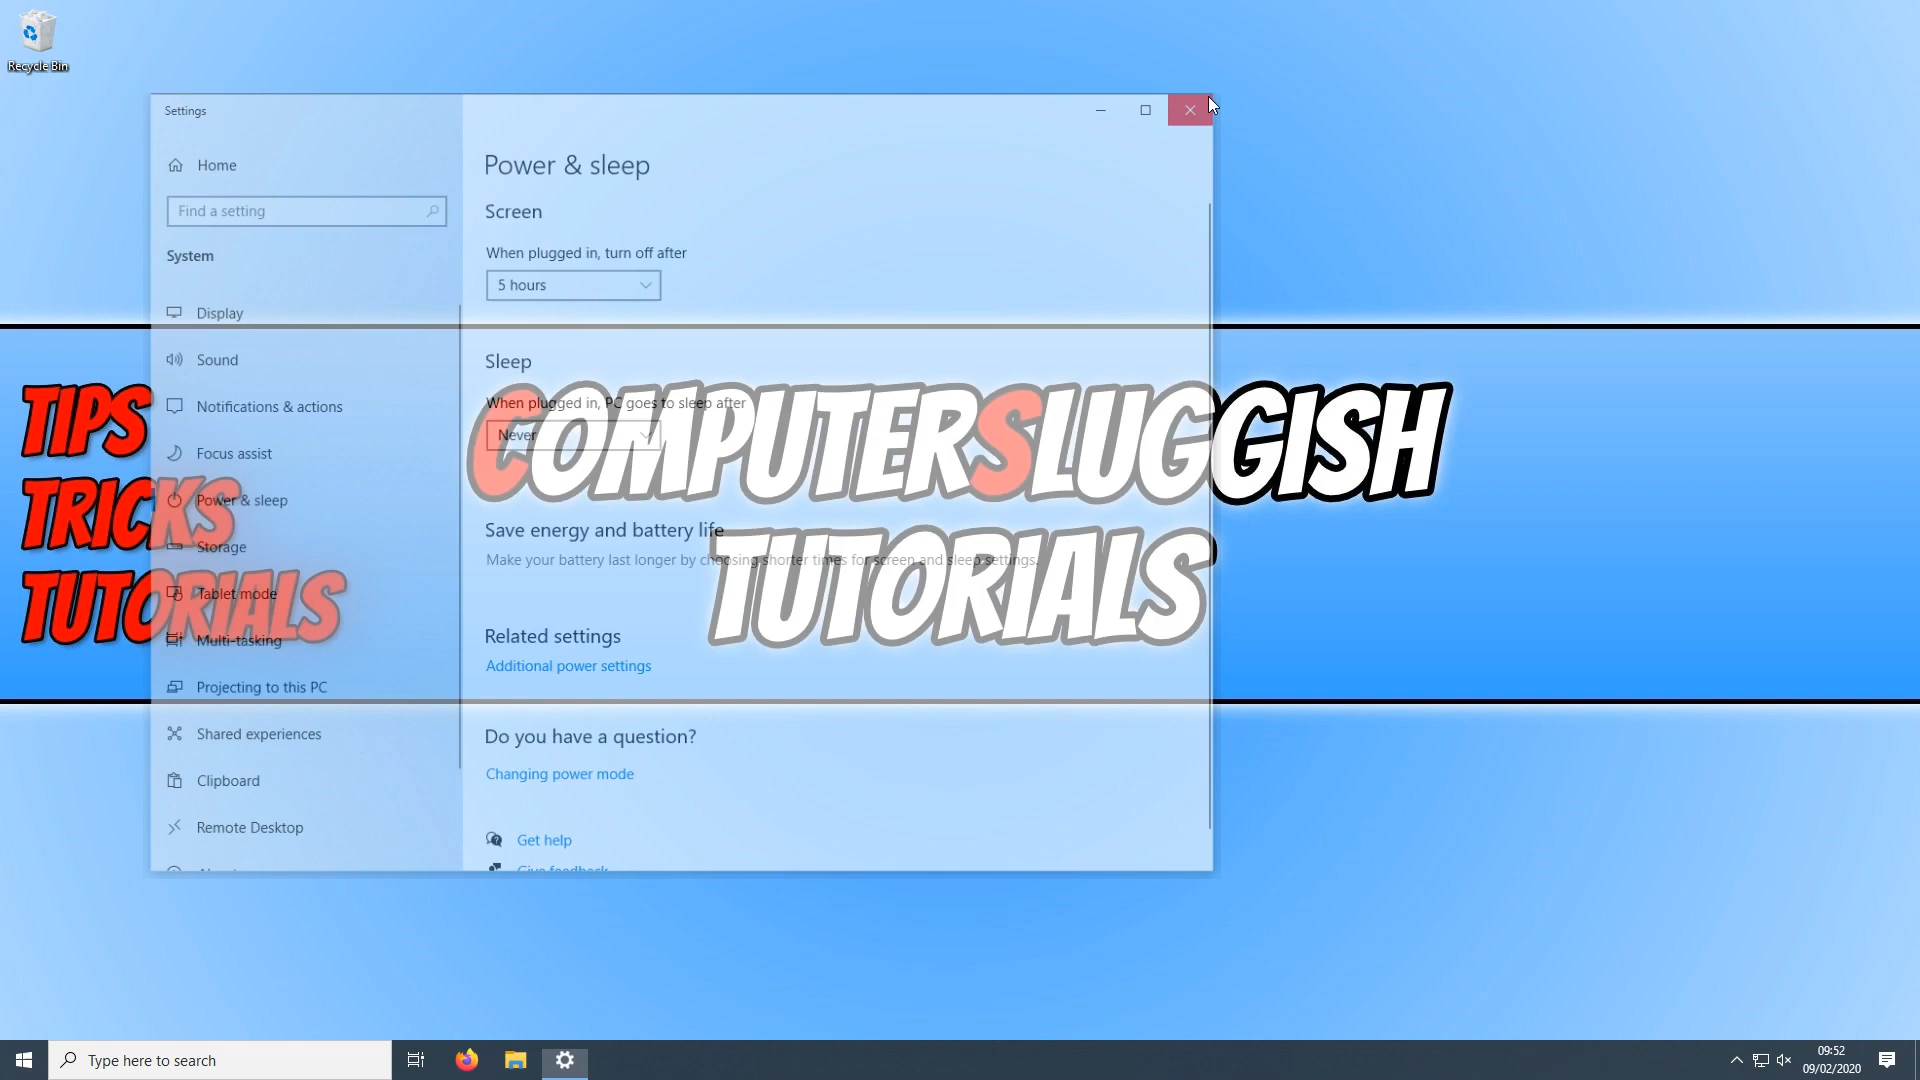 Recycle Bin
Settings
Home
Find a setting
System
Display
Sound
Notifications & actions
Focus assist
Power & sleep
Storage
Tablet mode
Multi-tasking
Projecting to this PC
Shared experiences
Clipboard
Remote Desktop
Power & sleep
Screen
When plugged in, turn off after
5 hours
Sleep
When plugged in, PC goes to sleep after
Never
Save energy and battery life
Make your battery last longer by choosing shorter times for screen and sleep settings.
Related settings
Additional power settings
Do you have a question?
Changing power mode
Get help
Give feedback
TIPS
TRICKS
TUTORIALS
COMPUTERSLUGGISH
TUTORIALS
Type here to search
09:52
09/02/2020